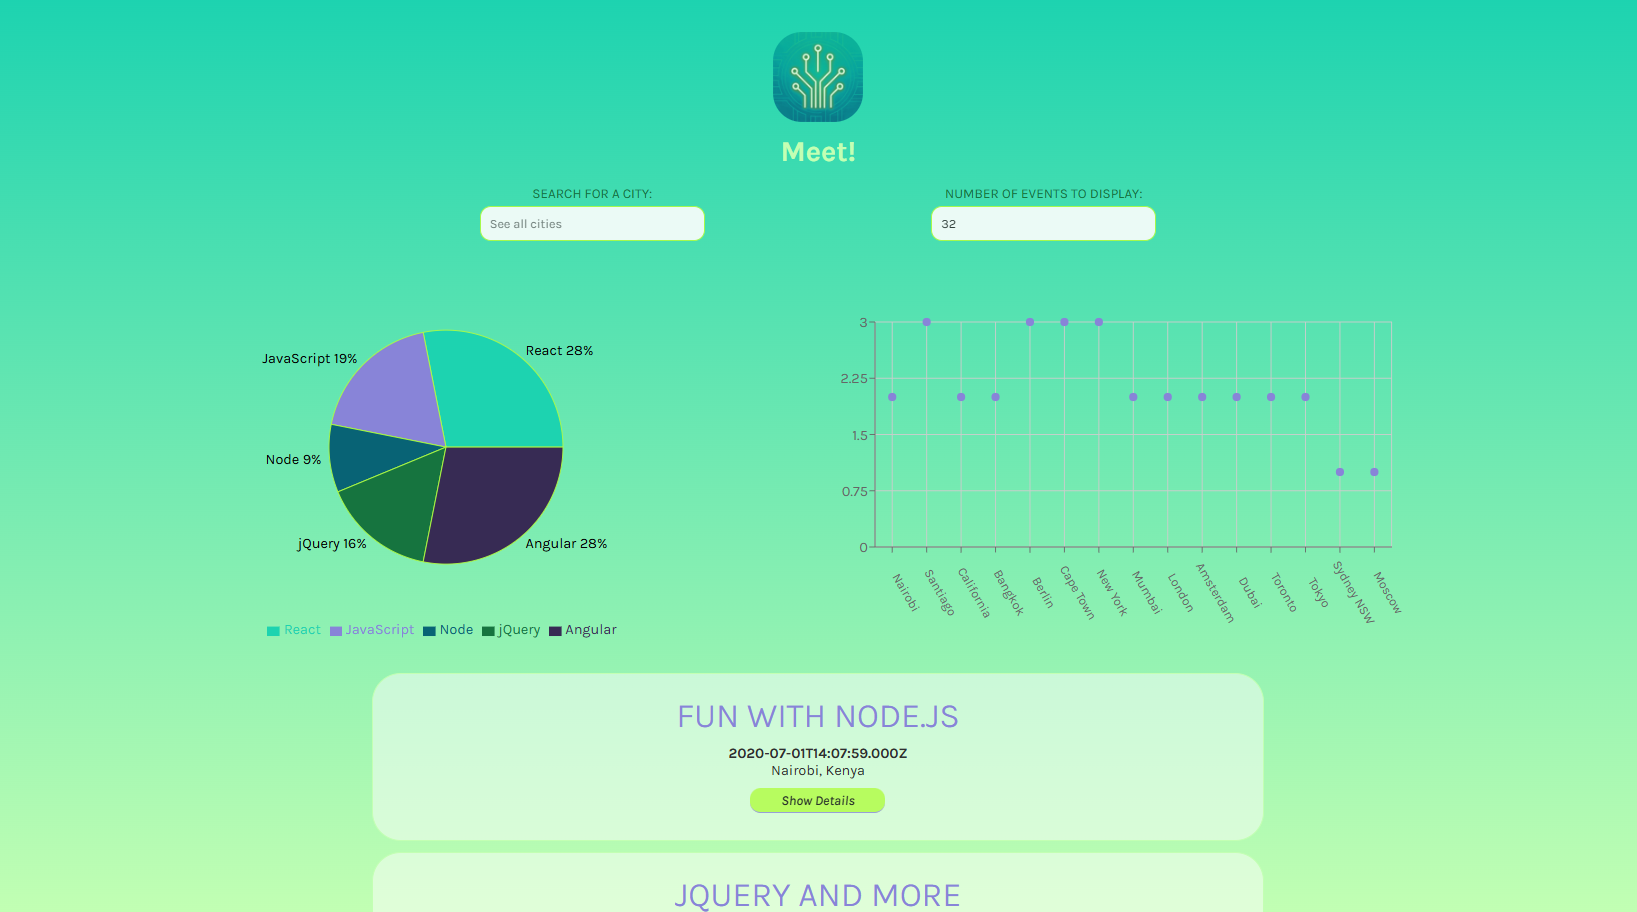 Meet!
SEARCH FOR A CITY:
See all cities
NUMBER OF EVENTS TO DISPLAY:
32
JavaScript 19%
React 28%
Node 9%
jQuery 16%
Angular 28%
React JavaScript Node jQuery Angular
3
2.25
1.5
0.75
0
Nairobi
Santiago
California
Bangkok
Berlin
Cape Town
New York
Mumbai
London
Amsterdam
Dubai
Toronto
Tokyo
Sydney NSW
Moscow
FUN WITH NODE.JS
2020-07-01T14:07:59.000Z
Nairobi, Kenya
Show Details
JQUERY AND MORE